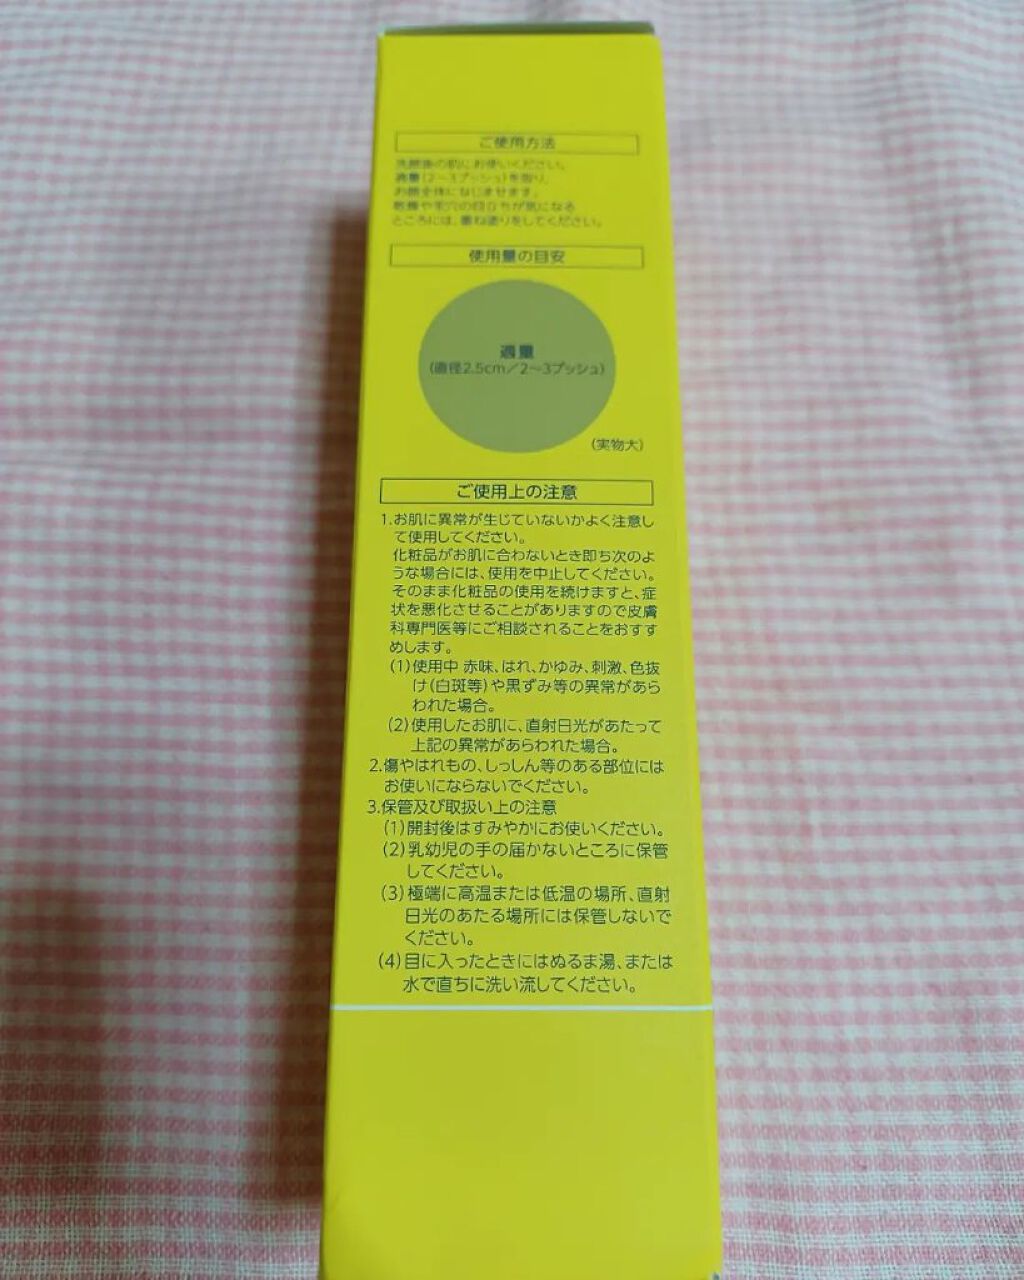 ご使用方法
洗顔後の肌にお使いください。
適量(2〜3プッシュ)を取り、
お顔全体になじませます。
乾燥や毛穴の目立ちが気になる
ところには、重ね塗りをしてください。
使用量の目安
適量
(直径2.5cm/2〜3プッシュ)
(実物大)
ご使用上の注意
1.お肌に異常が生じていないかよく注意し
て使用してください。
化粧品がお肌に合わないとき即ち次のよ
うな場合には、使用を中止してください。
そのまま化粧品の使用を続けますと、症
状を悪化させることがありますので皮膚
科専門医等にご相談されることをおすす
めします。
(1)使用中 赤味、はれ、かゆみ、刺激、色抜
け(白斑等)や黒ずみ等の異常があら
われた場合。
(2)使用したお肌に、直射日光があたって
上記の異常があらわれた場合。
2.傷やはれもの、しっしん等のある部位には
お使いにならないでください。
3.保管及び取扱い上の注意
(1)開封後はすみやかにお使いください。
(2)乳幼児の手の届かないところに保管
してください。
(3)極端に高温または低温の場所、直射
日光のあたる場所には保管しないで
ください。
(4)目に入ったときにはぬるま湯、または
水で直ちに洗い流してください。